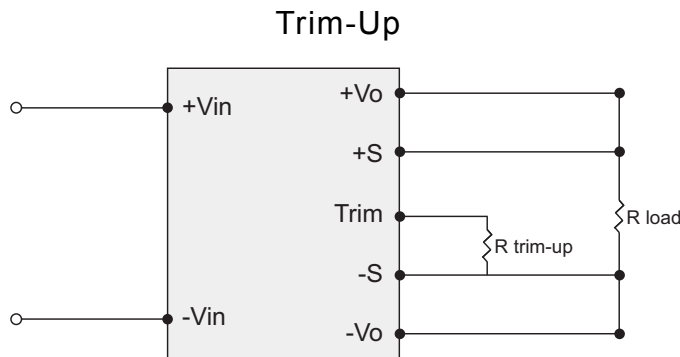 Trim-Up
+Vo
+Vin
+S
Trim
R load
R trim-up
-S
-Vin
-Vo